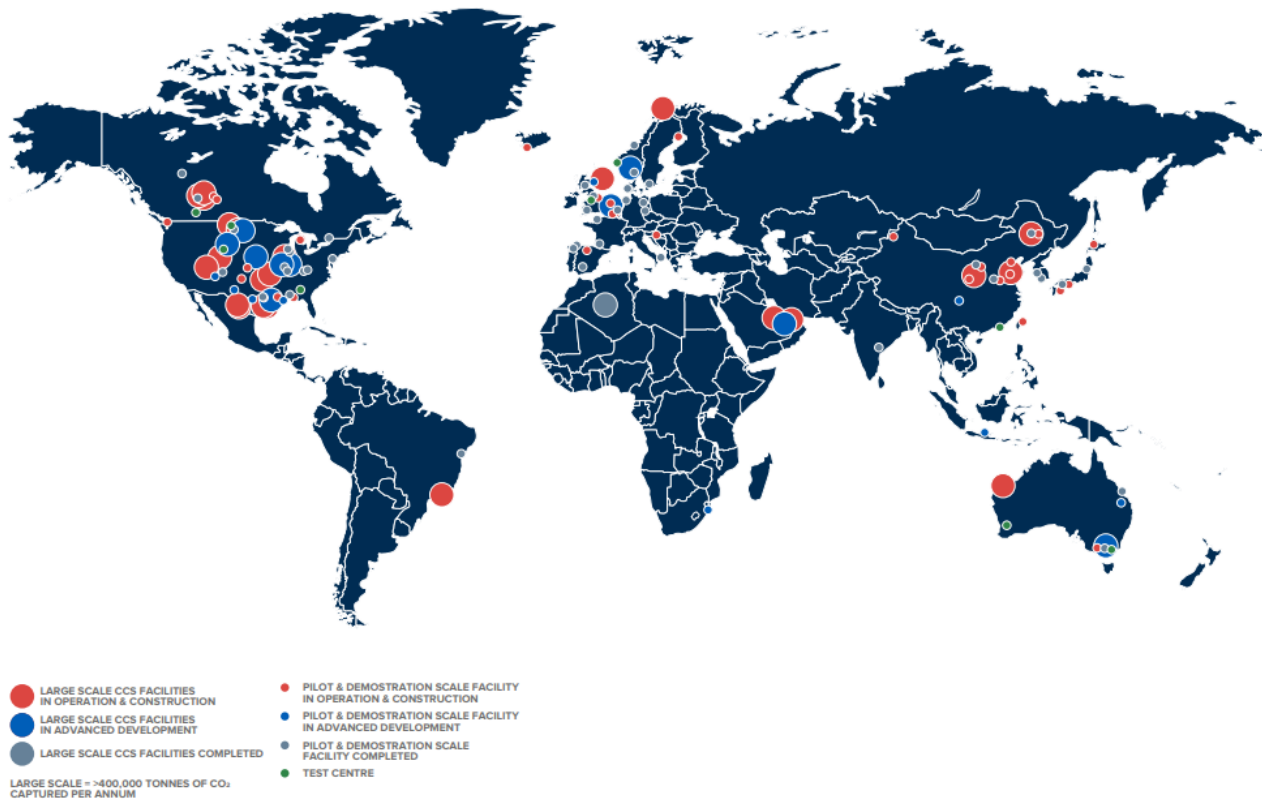 LARGE SCALE CCS FACILITIES
IN OPERATION & CONSTRUCTION
LARGE SCALE CCS FACILITIES
IN ADVANCED DEVELOPMENT
LARGE SCALE CCS FACILITIES COMPLETED
LARGE SCALE = >400,000 TONNES OF CO₂
CAPTURED PER ANNUM
PILOT & DEMOSTRATION SCALE FACILITY
IN OPERATION & CONSTRUCTION
PILOT & DEMOSTRATION SCALE FACILITY
IN ADVANCED DEVELOPMENT
PILOT & DEMOSTRATION SCALE
FACILITY COMPLETED
TEST CENTRE